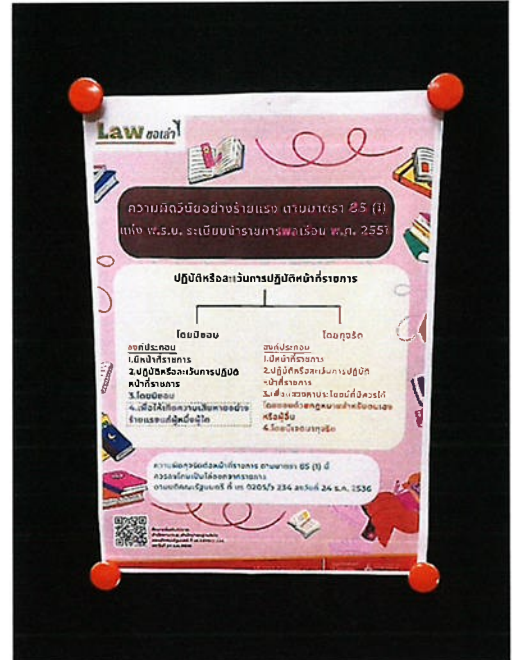 Law ขอเล่า
ความผิดวินัยอย่างร้ายแรง ตามมาตรา 85 (1)
แห่ง พ.ร.บ. ระเบียบข้าราชการพลเรือน พ.ศ. 2551
ปฏิบัติหรือละเว้นการปฏิบัติหน้าที่ราชการ
โดยมิชอบ
องค์ประกอบ
1.มีหน้าที่ราชการ
2.ปฏิบัติหรือละเว้นการปฏิบัติ
หน้าที่ราชการ
3.โดยมิชอบ
4.เพื่อให้เกิดความเสียหายอย่าง
ร้ายแรงแก่ผู้หนึ่งผู้ใด
โดยทุจริต
องค์ประกอบ
1.มีหน้าที่ราชการ
2.ปฏิบัติหรือละเว้นการปฏิบัติ
หน้าที่ราชการ
3.เพื่อแสวงหาประโยชน์ที่มิควรได้
โดยชอบด้วยกฎหมายสำหรับตนเอง
หรือผู้อื่น
4.โดยมีเจตนาทุจริต
ความผิดทุจริตต่อหน้าที่ราชการ ตามมาตรา 85 (1) นี้
ควรลงโทษเป็นไล่ออกจากราชการ
ตามมติคณะรัฐมนตรี ที่ นร 0205/ว 234 ลงวันที่ 24 ธ.ค. 2536